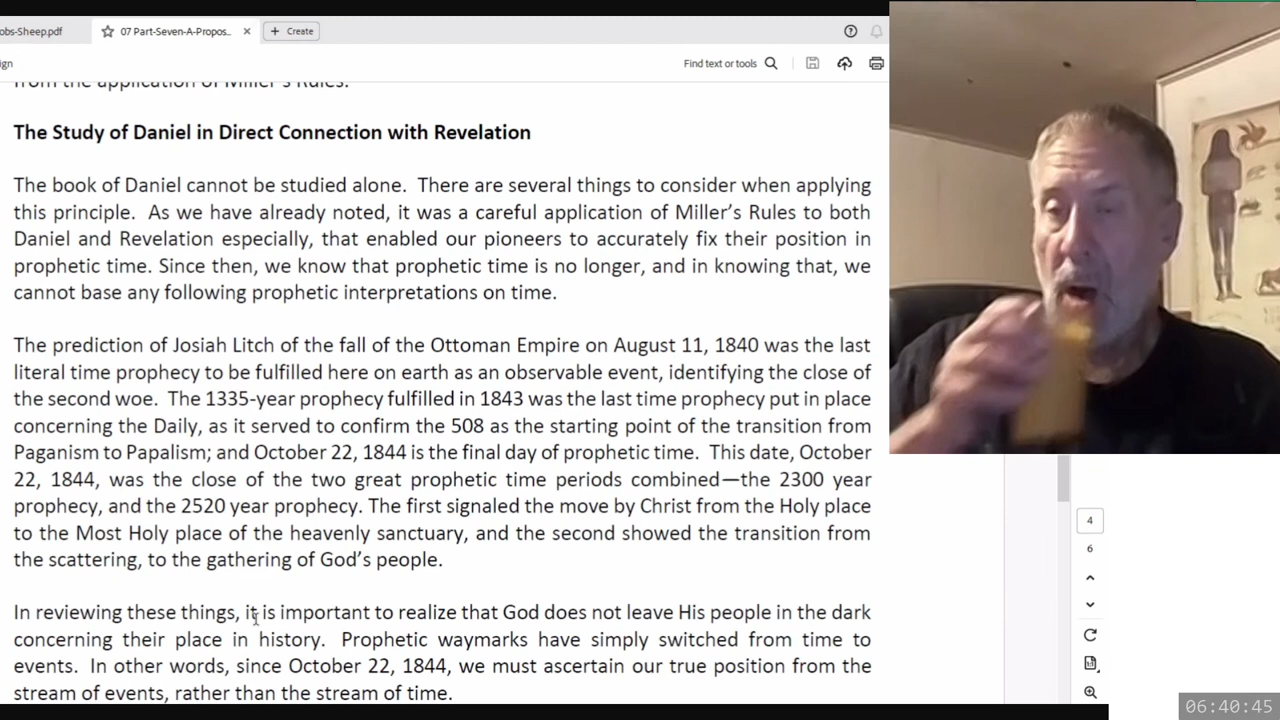 obs-Sheep.pdf
07 Part-Seven-A-Propos...
Create
ign
Find text or tools
from the application of Miller's Rules.
The Study of Daniel in Direct Connection with Revelation
The book of Daniel cannot be studied alone. There are several things to consider when applying
this principle. As we have already noted, it was a careful application of Miller's Rules to both
Daniel and Revelation especially, that enabled our pioneers to accurately fix their position in
prophetic time. Since then, we know that prophetic time is no longer, and in knowing that, we
cannot base any following prophetic interpretations on time.
The prediction of Josiah Litch of the fall of the Ottoman Empire on August 11, 1840 was the last
literal time prophecy to be fulfilled here on earth as an observable event, identifying the close of
the second woe. The 1335-year prophecy fulfilled in 1843 was the last time prophecy put in place
concerning the Daily, as it served to confirm the 508 as the starting point of the transition from
Paganism to Papalism; and October 22, 1844 is the final day of prophetic time. This date, October
22, 1844, was the close of the two great prophetic time periods combined—the 2300 year
prophecy, and the 2520 year prophecy. The first signaled the move by Christ from the Holy place
to the Most Holy place of the heavenly sanctuary, and the second showed the transition from
the scattering, to the gathering of God's people.
In reviewing these things, it is important to realize that God does not leave His people in the dark
concerning their place in history. Prophetic waymarks have simply switched from time to
events. In other words, since October 22, 1844, we must ascertain our true position from the
stream of events, rather than the stream of time.
4
6
06:40:45